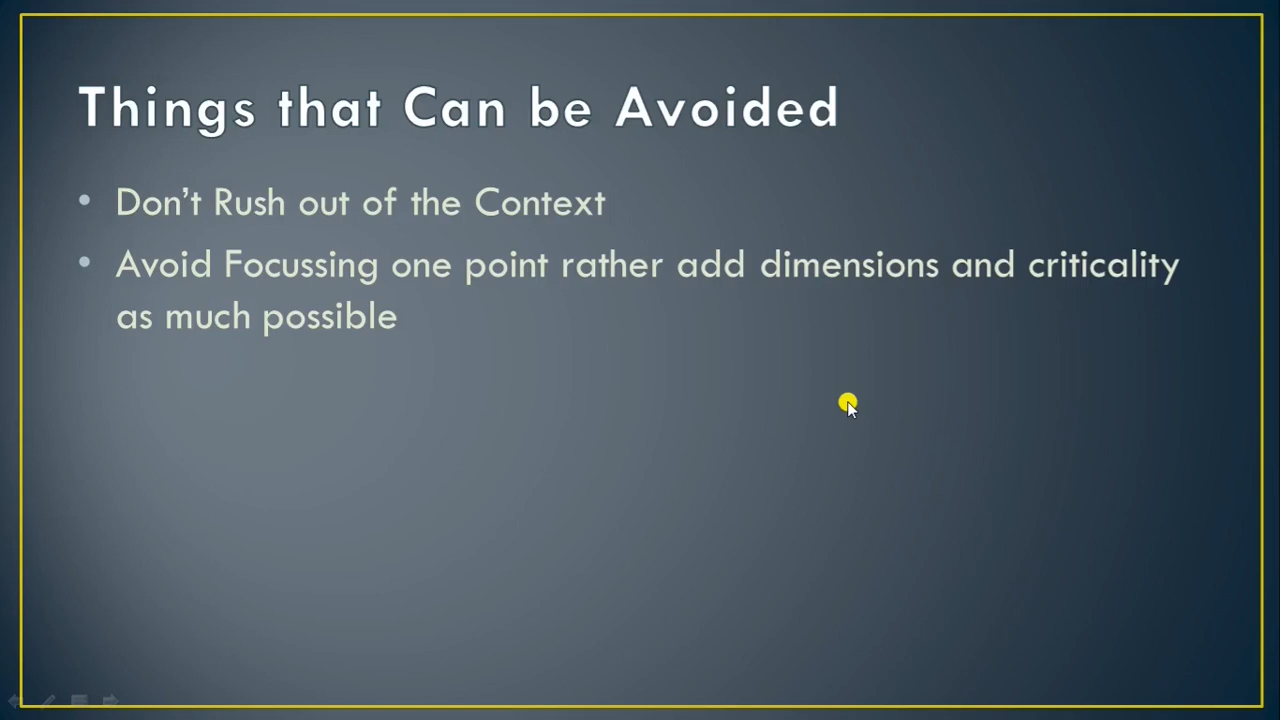 Things that Can be Avoided
• Don’t Rush out of the Context
• Avoid Focussing one point rather add dimensions and criticality
as much possible